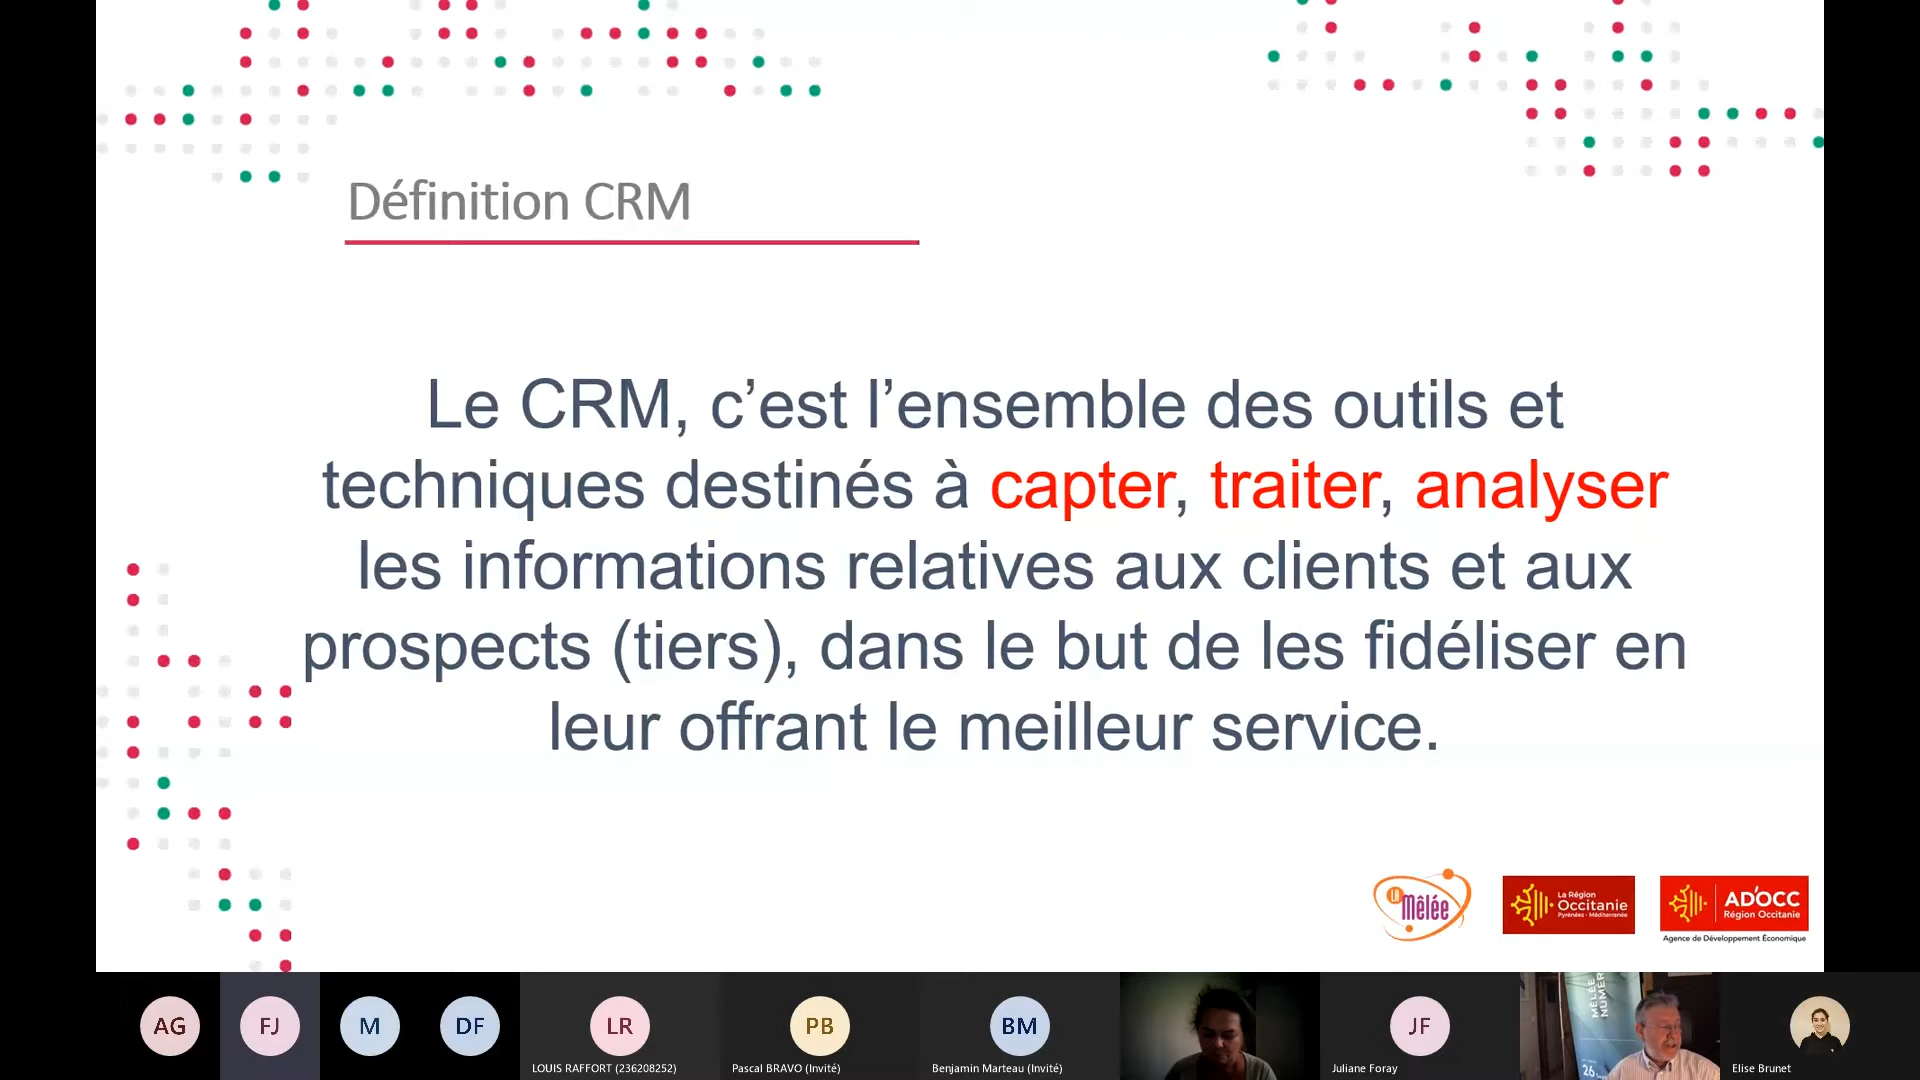 Définition CRM
Le CRM, c’est l’ensemble des outils et
techniques destinés à capter, traiter, analyser
les informations relatives aux clients et aux
prospects (tiers), dans le but de les fidéliser en
leur offrant le meilleur service.
LA
Mêlée
La Région
Occitanie
Pyrénées - Méditerranée
AD'OCC
Région Occitanie
Agence de Développement Économique
AG
FJ
M
DF
LR
PB
BM
JF
MÊLÉE
NUMÉR
26
LOUIS RAFFORT (236208252)
Pascal BRAVO (Invité)
Benjamin Marteau (Invité)
Juliane Foray
Elise Brunet